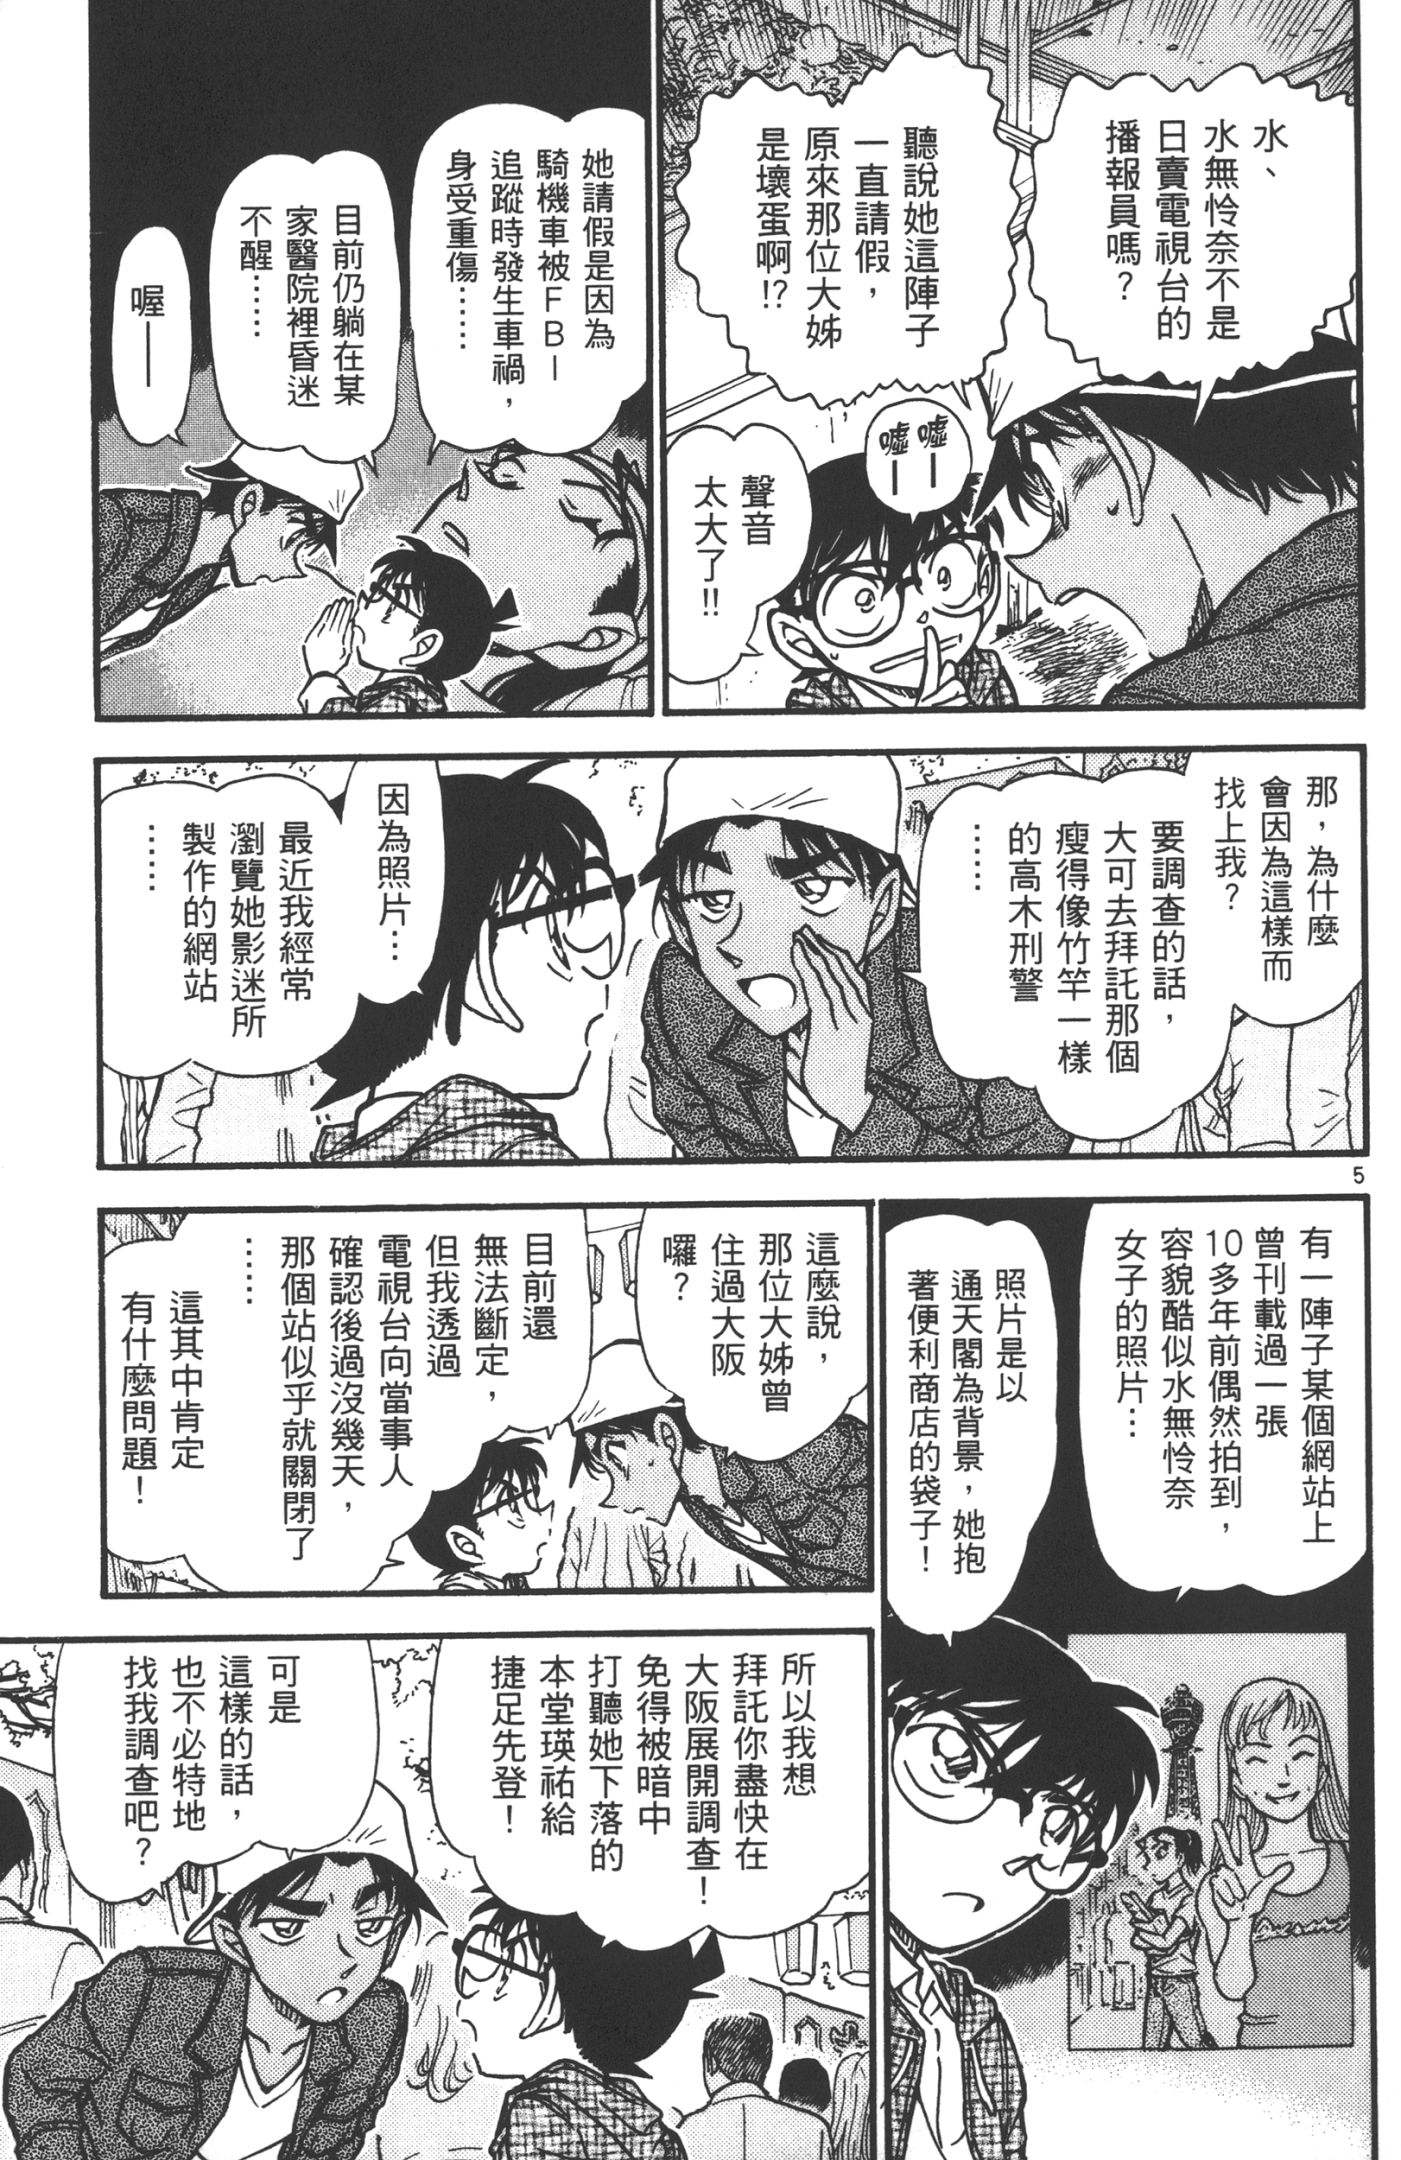 水、
水無怜奈不是
日賣電視台的
播報員嗎？
聽說她這陣子
一直請假，
原來那位大姊
是壞蛋啊!?
噓—
噓—
聲音
太大了!!
她請假是因為
騎機車被FBI
追蹤時發生車禍，
身受重傷……
目前仍躺在某
家醫院裡昏迷
不醒……
喔——
那，為什麼
會因為這樣而
找上我？
要調查的話，
大可去拜託那個
瘦得像竹竿一樣
的高木刑警
……
因為照片…
最近我經常
瀏覽她影迷所
製作的網站
……
5
有一陣子某個網站上
曾刊載過一張
10多年前偶然拍到，
容貌酷似水無怜奈
女子的照片…
照片是以
通天閣為背景，她抱
著便利商店的袋子！
這麼說，
那位大姊曾
住過大阪
囉？
目前還
無法斷定，
但我透過
電視台向當事人
確認後過沒幾天，
那個站似乎就關閉了
……
這其中肯定
有什麼問題！
所以我想
拜託你盡快在
大阪展開調查！
免得被暗中
打聽她下落的
本堂瑛祐給
捷足先登！
可是
這樣的話，
也不必特地
找我調查吧？